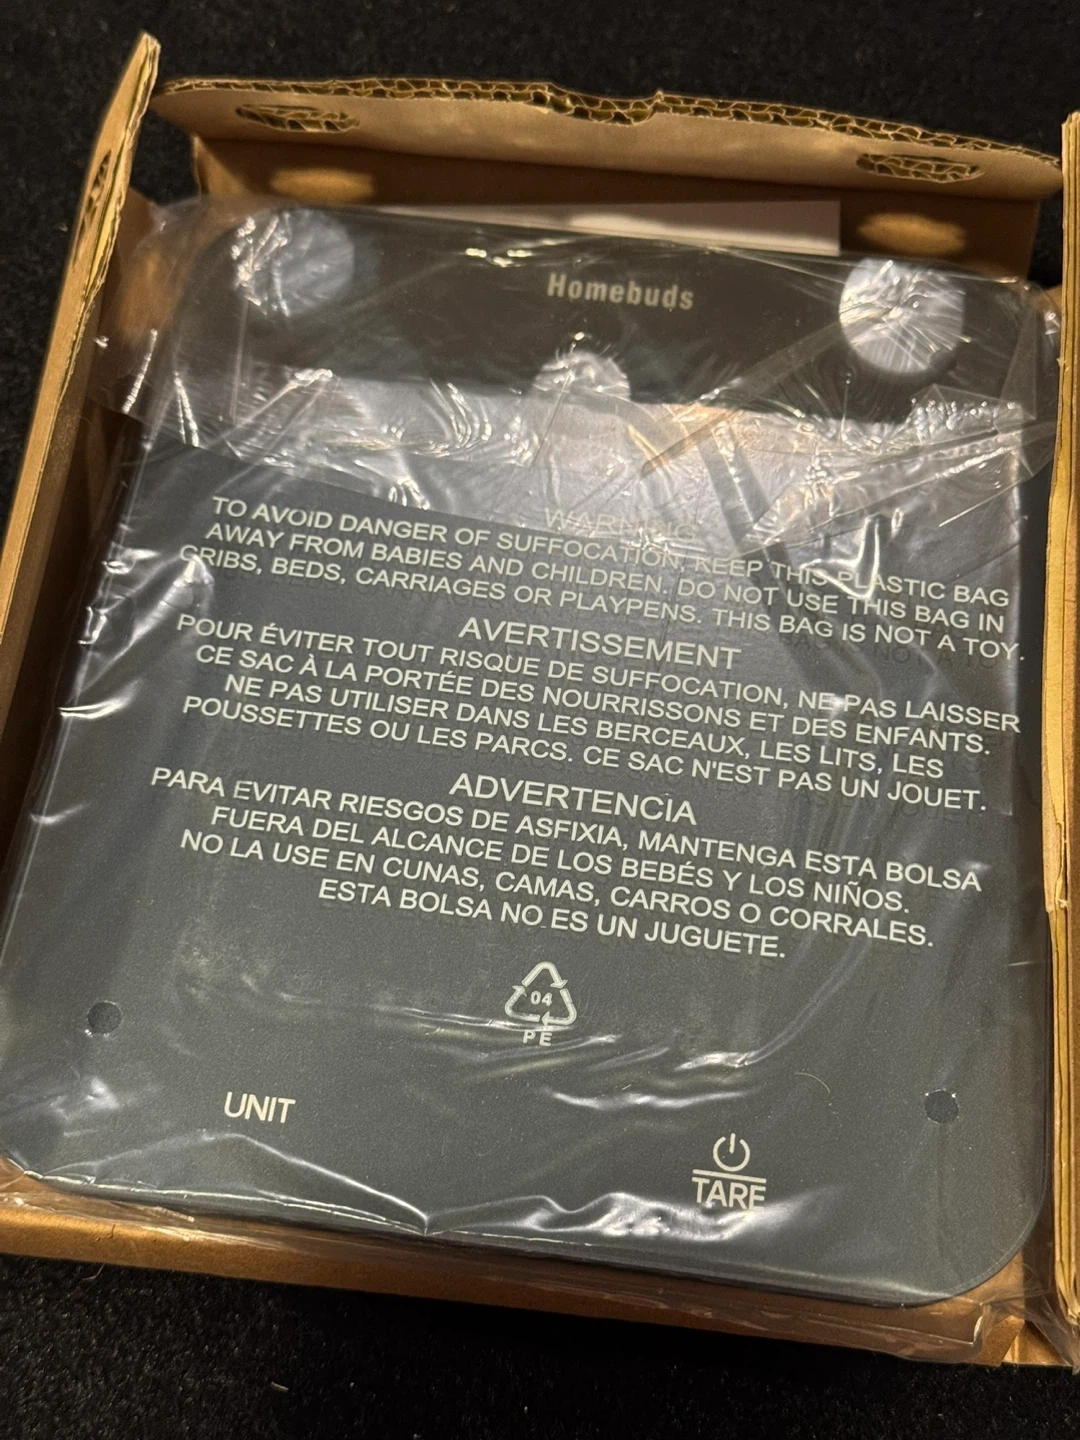 Homebuds
WARNING
TO AVOID DANGER OF SUFFOCATION, KEEP THIS PLASTIC BAG
AWAY FROM BABIES AND CHILDREN. DO NOT USE THIS BAG IN
CRIBS, BEDS, CARRIAGES OR PLAYPENS. THIS BAG IS NOT A TOY.
AVERTISSEMENT
POUR ÉVITER TOUT RISQUE DE SUFFOCATION, NE PAS LAISSER
CE SAC À LA PORTÉE DES NOURRISSONS ET DES ENFANTS.
NE PAS UTILISER DANS LES BERCEAUX, LES LITS, LES
POUSSETTES OU LES PARCS. CE SAC N'EST PAS UN JOUET.
ADVERTENCIA
PARA EVITAR RIESGOS DE ASFIXIA, MANTENGA ESTA BOLSA
FUERA DEL ALCANCE DE LOS BEBÉS Y LOS NIÑOS.
NO LA USE EN CUNAS, CAMAS, CARROS O CORRALES.
ESTA BOLSA NO ES UN JUGUETE.
04
PE
UNIT
TARE